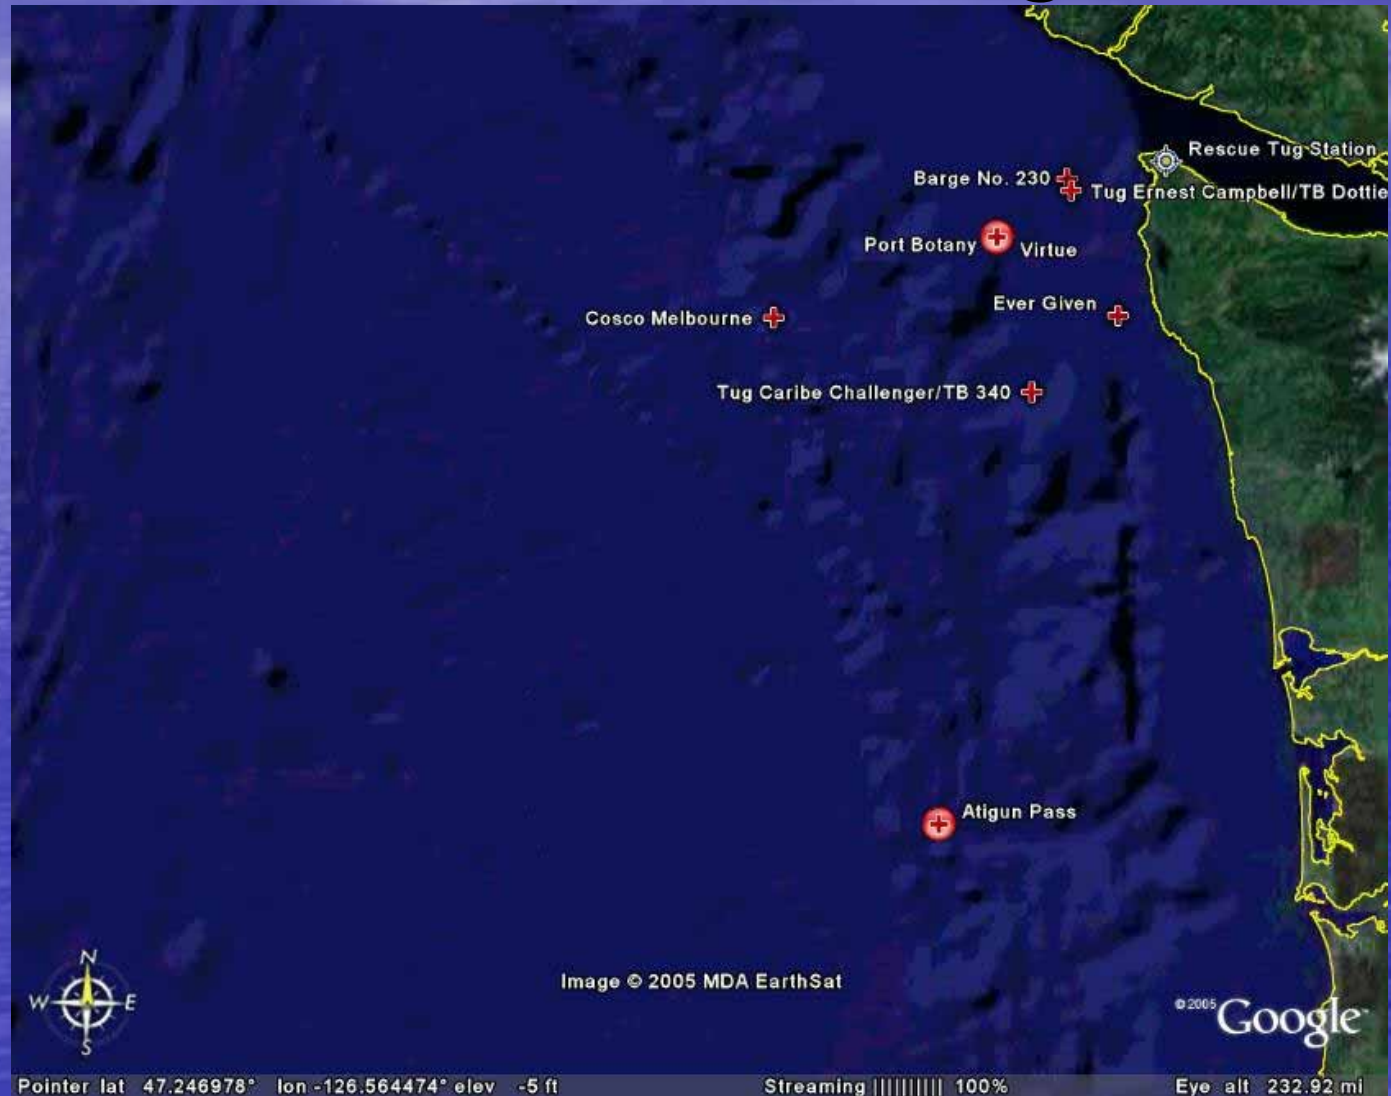 Rescue Tug Station
Barge No. 230
Tug Ernest Campbell/TB Dottie
Port Botany
Virtue
Ever Given
Cosco Melbourne
Tug Caribe Challenger/TB 340
Atigun Pass
N
W E
S
Image © 2005 MDA EarthSat
© 2005 Google
Pointer lat 47.246978° lon -126.564474° elev -5 ft Streaming |||||||||| 100% Eye alt 232.92 mi